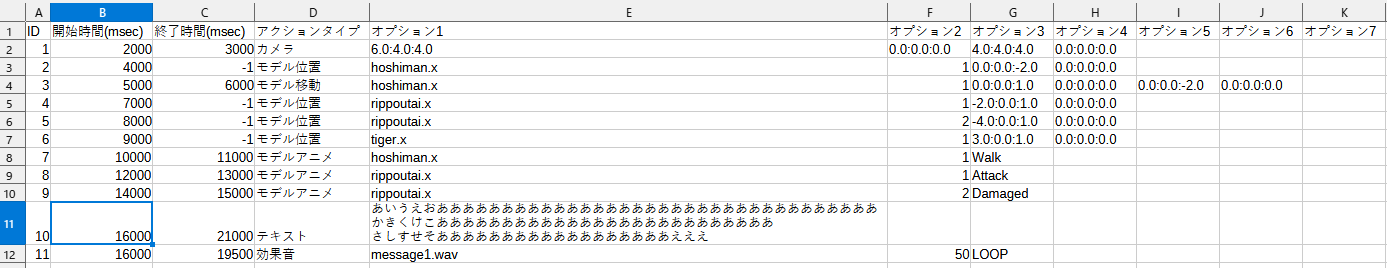 A B C D E F G H I J K
1 ID 開始時間(msec) 終了時間(msec) アクションタイプ オプション1 オプション2 オプション3 オプション4 オプション5 オプション6 オプション7
2 1 2000 3000 カメラ 6.0:4.0:4.0 0.0:0.0:0.0 4.0:4.0:4.0 0.0:0.0:0.0
3 2 4000 -1 モデル位置 hoshiman.x 1 0.0:0.0:-2.0 0.0:0.0:0.0
4 3 5000 6000 モデル移動 hoshiman.x 1 0.0:0.0:1.0 0.0:0.0:0.0 0.0:0.0:-2.0 0.0:0.0:0.0
5 4 7000 -1 モデル位置 rippoutai.x 1 -2.0:0.0:1.0 0.0:0.0:0.0
6 5 8000 -1 モデル位置 rippoutai.x 2 -4.0:0.0:1.0 0.0:0.0:0.0
7 6 9000 -1 モデル位置 tiger.x 1 3.0:0.0:1.0 0.0:0.0:0.0
8 7 10000 11000 モデルアニメ hoshiman.x 1 Walk
9 8 12000 13000 モデルアニメ rippoutai.x 1 Attack
10 9 14000 15000 モデルアニメ rippoutai.x 2 Damaged
あいうえおああああああああああああああああああああああああああああああああああ
かきくけこああああああああああああああああああああああああああ
11 10 16000 21000 テキスト さしすせそああああああああああああああああああえええ
12 11 16000 19500 効果音 message1.wav 50 LOOP